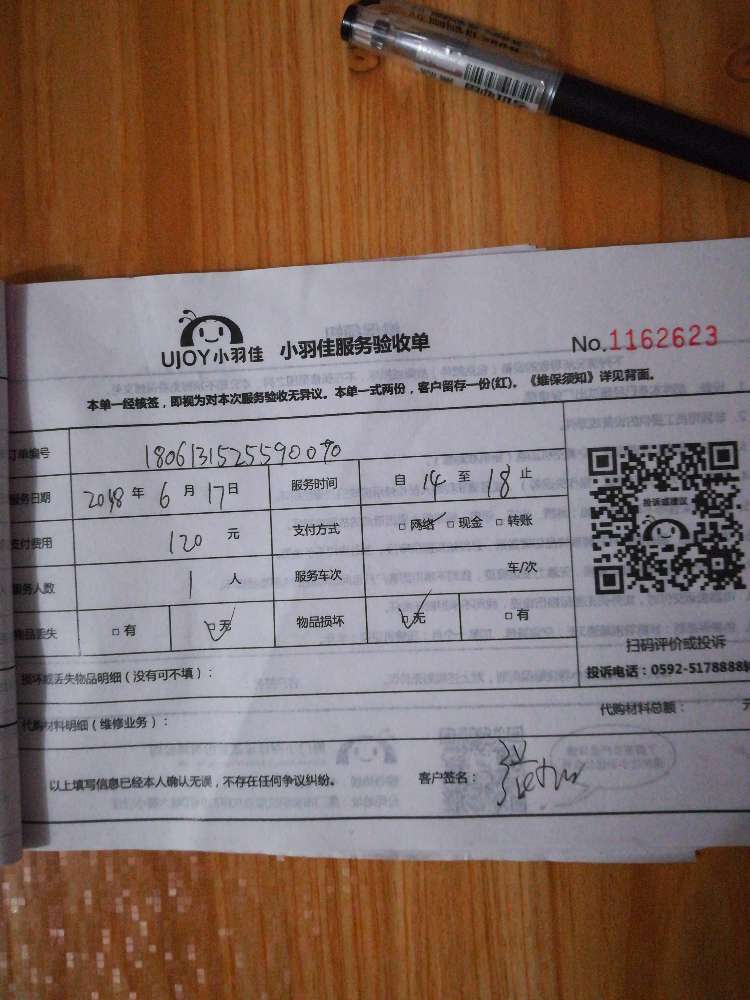 UJOY小羽佳 小羽佳服务验收单 No.1162623
本单一经核签，即视为对本次服务验收无异议。本单一式两份，客户留存一份(红)。《维保须知》详见背面。
订单编号
服务日期 2018 年 6 月 17 日 服务时间 自 14 至 18 止
支付费用 120 元 支付方式 □ 网络 □ 现金 □ 转账
服务人数 1 人 服务车次 车/次
物品丢失 □ 有 □ 无 物品损坏 □ 无 □ 有
投诉或建议
扫码评价或投诉
投诉电话：0592-5178888
损坏或丢失物品明细（没有可不填）：
代购材料明细（维修业务）： 代购材料总额： 元
以上填写信息已经本人确认无误，不存在任何争议纠纷。 客户签名：